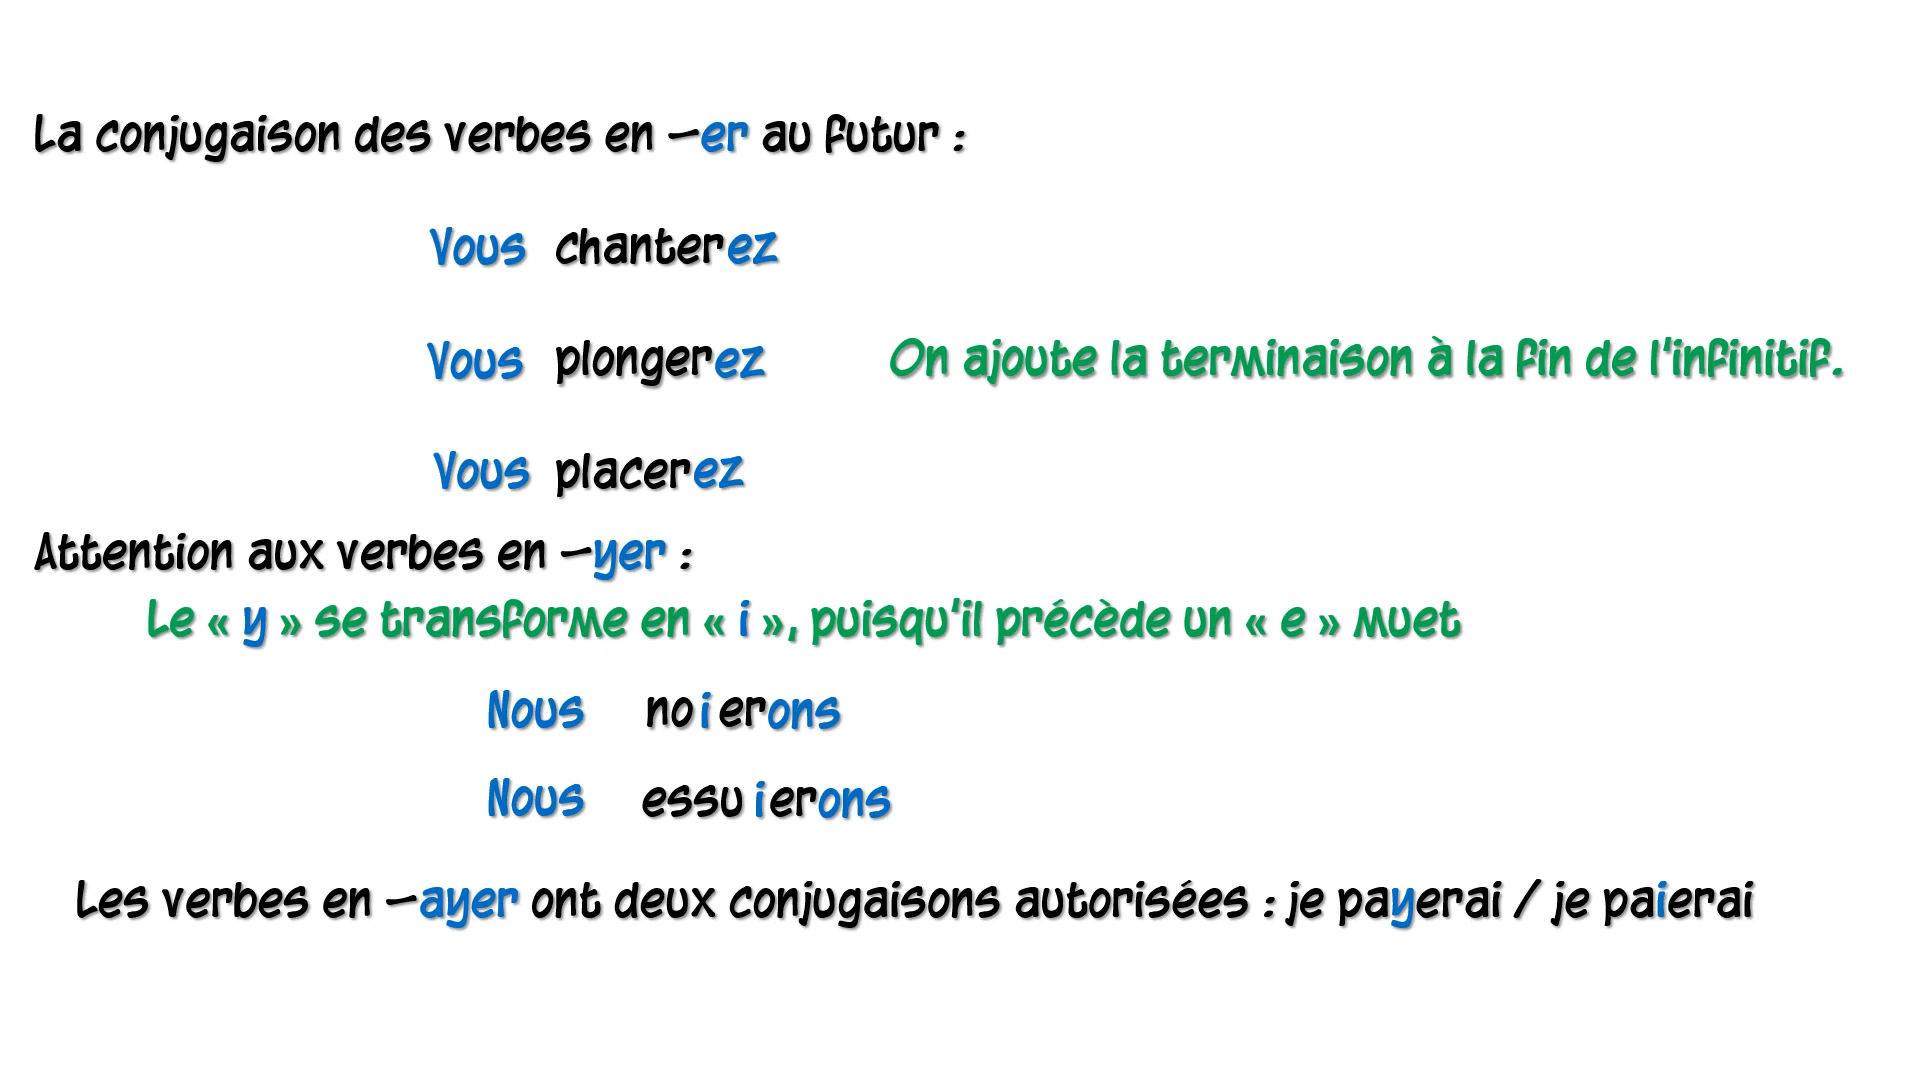 La conjugaison des verbes en –er au futur :
Vous chanterez
Vous plongerez On ajoute la terminaison à la fin de l'infinitif.
Vous placerez
Attention aux verbes en –yer :
Le « y » se transforme en « i », puisqu'il précède un « e » muet
Nous noierons
Nous essuierons
Les verbes en –ayer ont deux conjugaisons autorisées : je payerai / je paierai